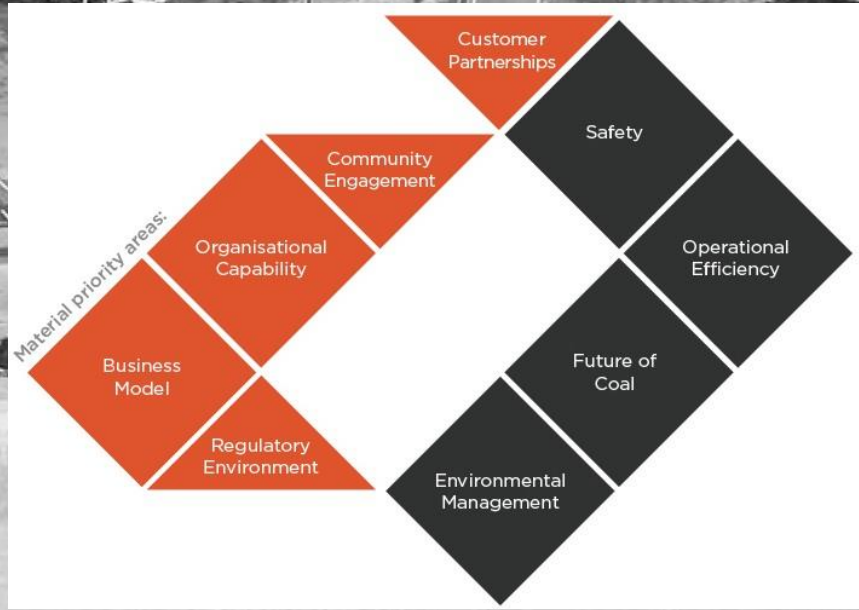 Customer
Partnerships
Safety
Community
Engagement
Material priority areas:
Organisational
Capability
Operational
Efficiency
Business
Model
Future of
Coal
Regulatory
Environment
Environmental
Management